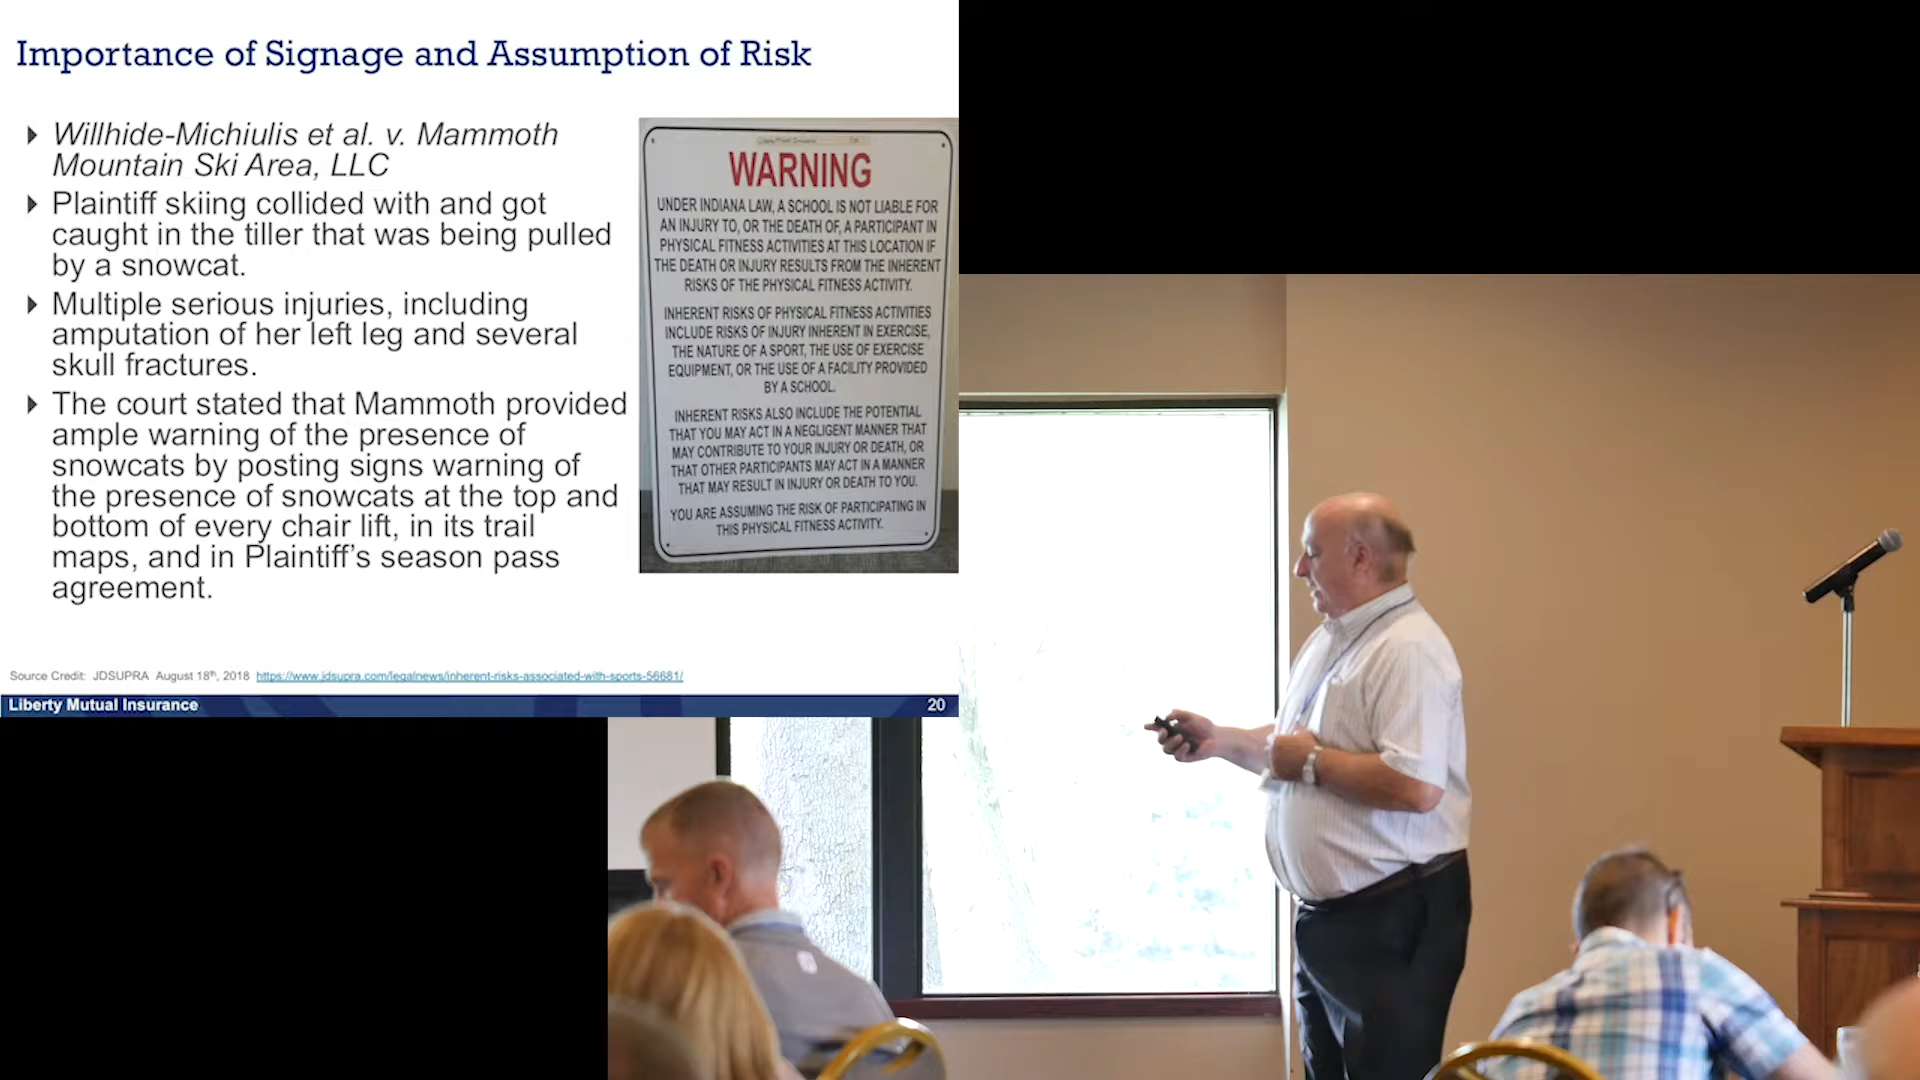 Importance of Signage and Assumption of Risk
Willhide-Michiulis et al. v. Mammoth
Mountain Ski Area, LLC
Plaintiff skiing collided with and got
caught in the tiller that was being pulled
by a snowcat.
Multiple serious injuries, including
amputation of her left leg and several
skull fractures.
The court stated that Mammoth provided
ample warning of the presence of
snowcats by posting signs warning of
the presence of snowcats at the top and
bottom of every chair lift, in its trail
maps, and in Plaintiff's season pass
agreement.
WARNING
UNDER INDIANA LAW, A SCHOOL IS NOT LIABLE FOR
AN INJURY TO, OR THE DEATH OF, A PARTICIPANT IN
PHYSICAL FITNESS ACTIVITIES AT THIS LOCATION IF
THE DEATH OR INJURY RESULTS FROM THE INHERENT
RISKS OF THE PHYSICAL FITNESS ACTIVITY.
INHERENT RISKS OF PHYSICAL FITNESS ACTIVITIES
INCLUDE RISKS OF INJURY INHERENT IN EXERCISE,
THE NATURE OF A SPORT, THE USE OF EXERCISE
EQUIPMENT, OR THE USE OF A FACILITY PROVIDED
BY A SCHOOL.
INHERENT RISKS ALSO INCLUDE THE POTENTIAL
THAT YOU MAY ACT IN A NEGLIGENT MANNER THAT
MAY CONTRIBUTE TO YOUR INJURY OR DEATH, OR
THAT OTHER PARTICIPANTS MAY ACT IN A MANNER
THAT MAY RESULT IN INJURY OR DEATH TO YOU.
YOU ARE ASSUMING THE RISK OF PARTICIPATING IN
THIS PHYSICAL FITNESS ACTIVITY.
Source Credit: JDSUPRA August 18th, 2018 https://www.jdsupra.com/legalnews/inherent-risks-associated-with-sports-56681/
Liberty Mutual Insurance 20